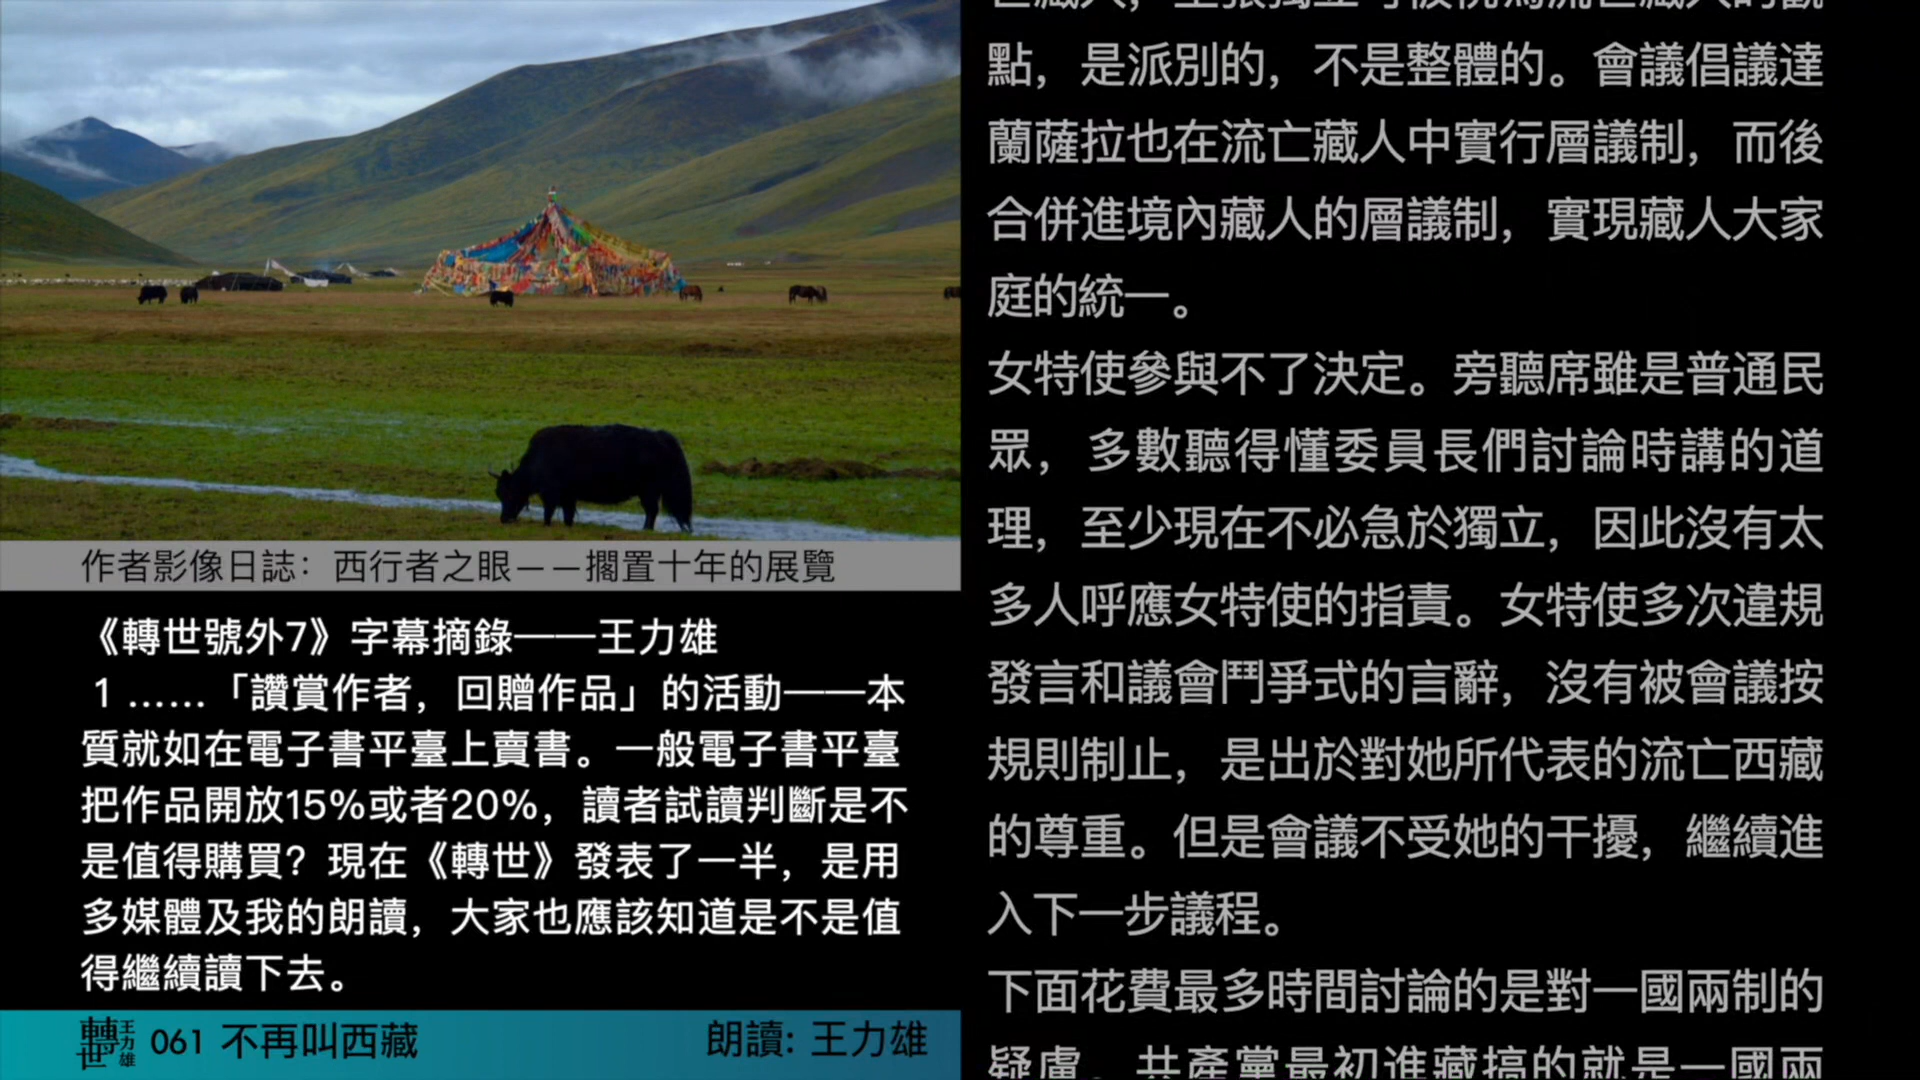 作者影像日誌：西行者之眼——擱置十年的展覽
《轉世號外7》字幕摘錄——王力雄
1 ……「讚賞作者，回贈作品」的活動——本
質就如在電子書平臺上賣書。一般電子書平臺
把作品開放15%或者20%，讀者試讀判斷是不
是值得購買？現在《轉世》發表了一半，是用
多媒體及我的朗讀，大家也應該知道是不是值
得繼續讀下去。
轉世 王力雄 061 不再叫西藏
朗讀: 王力雄
點，是派別的，不是整體的。會議倡議達
蘭薩拉也在流亡藏人中實行層議制，而後
合併進境內藏人的層議制，實現藏人大家
庭的統一。
女特使參與不了決定。旁聽席雖是普通民
眾，多數聽得懂委員長們討論時講的道
理，至少現在不必急於獨立，因此沒有太
多人呼應女特使的指責。女特使多次違規
發言和議會鬥爭式的言辭，沒有被會議按
規則制止，是出於對她所代表的流亡西藏
的尊重。但是會議不受她的干擾，繼續進
入下一步議程。
下面花費最多時間討論的是對一國兩制的
疑慮。共產黨最初進藏搞的就是一國兩